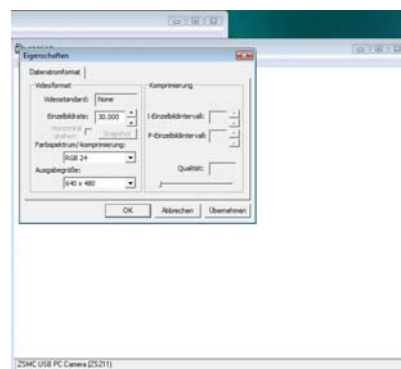 Eigenschaften
Datenstromformat
Videoformat
Videostandard: None
Einzelbildrate: 30.000
Horizontal drehen
Snapshot
Farbspektrum/-komprimierung:
RGB 24
Ausgabegröße:
640 x 480
Komprimierung
I-Einzelbildintervall:
P-Einzelbildintervall:
Qualität:
OK Abbrechen Übernehmen
ZSMC USB PC Camera (ZS211)